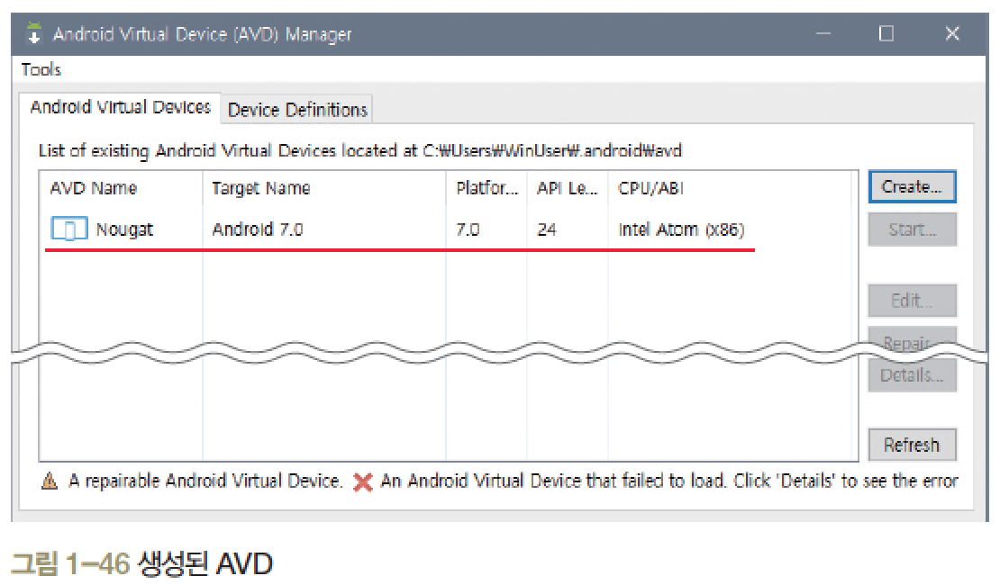 Android Virtual Device (AVD) Manager
Tools
Android Virtual Devices Device Definitions
List of existing Android Virtual Devices located at C:₩Users₩WinUser₩.android₩avd
AVD Name Target Name Platfor... API Le... CPU/ABI
Nougat Android 7.0 7.0 24 Intel Atom (x86)
Create...
Start...
Edit...
Repair...
Details...
Refresh
A repairable Android Virtual Device. An Android Virtual Device that failed to load. Click 'Details' to see the error
그림 1-46 생성된 AVD